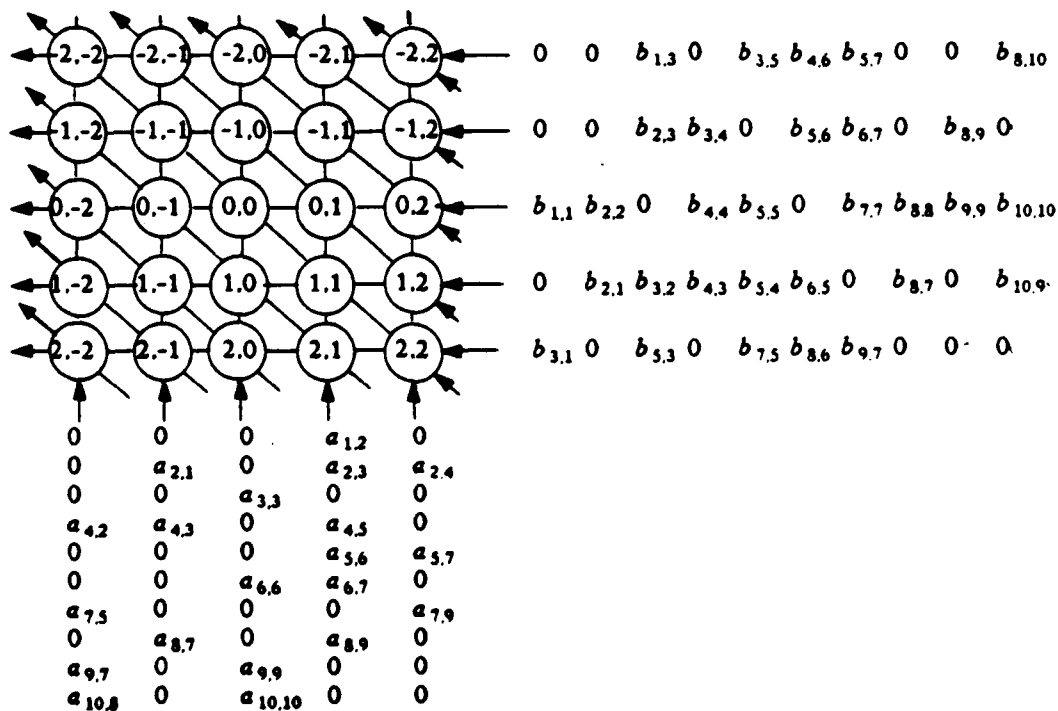 -2,-2 -2,-1 -2,0 -2,1 -2,2 0 0 b1,3 0 b3,5 b4,6 b5,7 0 0 b8,10
-1,-2 -1,-1 -1,0 -1,1 -1,2 0 0 b2,3 b3,4 0 b5,6 b6,7 0 b8,9 0
0,-2 0,-1 0,0 0,1 0,2 b1,1 b2,2 0 b4,4 b5,5 0 b7,7 b8,8 b9,9 b10,10
1,-2 1,-1 1,0 1,1 1,2 0 b2,1 b3,2 b4,3 b5,4 b6,5 0 b8,7 0 b10,9
2,-2 2,-1 2,0 2,1 2,2 b3,1 0 b5,3 0 b7,5 b8,6 b9,7 0 0 0
0 0 0 a1,2 0
0 a2,1 0 a2,3 a2,4
0 0 a3,3 0 0
a4,2 a4,3 0 a4,5 0
0 0 0 a5,6 a5,7
0 0 a6,6 a6,7 0
a7,5 0 0 0 a7,9
0 a8,7 0 a8,9 0
a9,7 0 a9,9 0 0
a10,8 0 a10,10 0 0